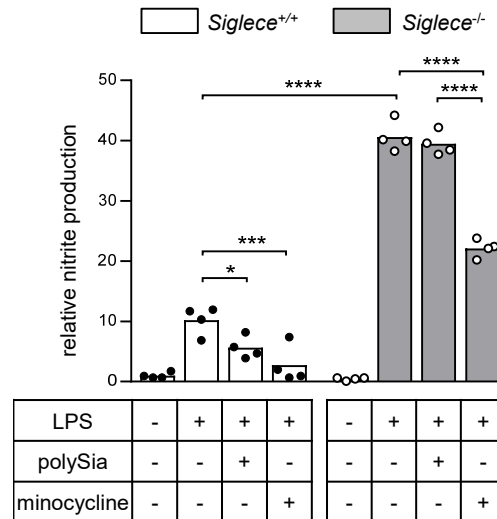 Siglece+/+ Siglece-/-
****
****
****
***
*
relative nitrite production
50
40
30
20
10
0
LPS - + + + - + + +
polySia - - + - - - + -
minocycline - - - + - - - +